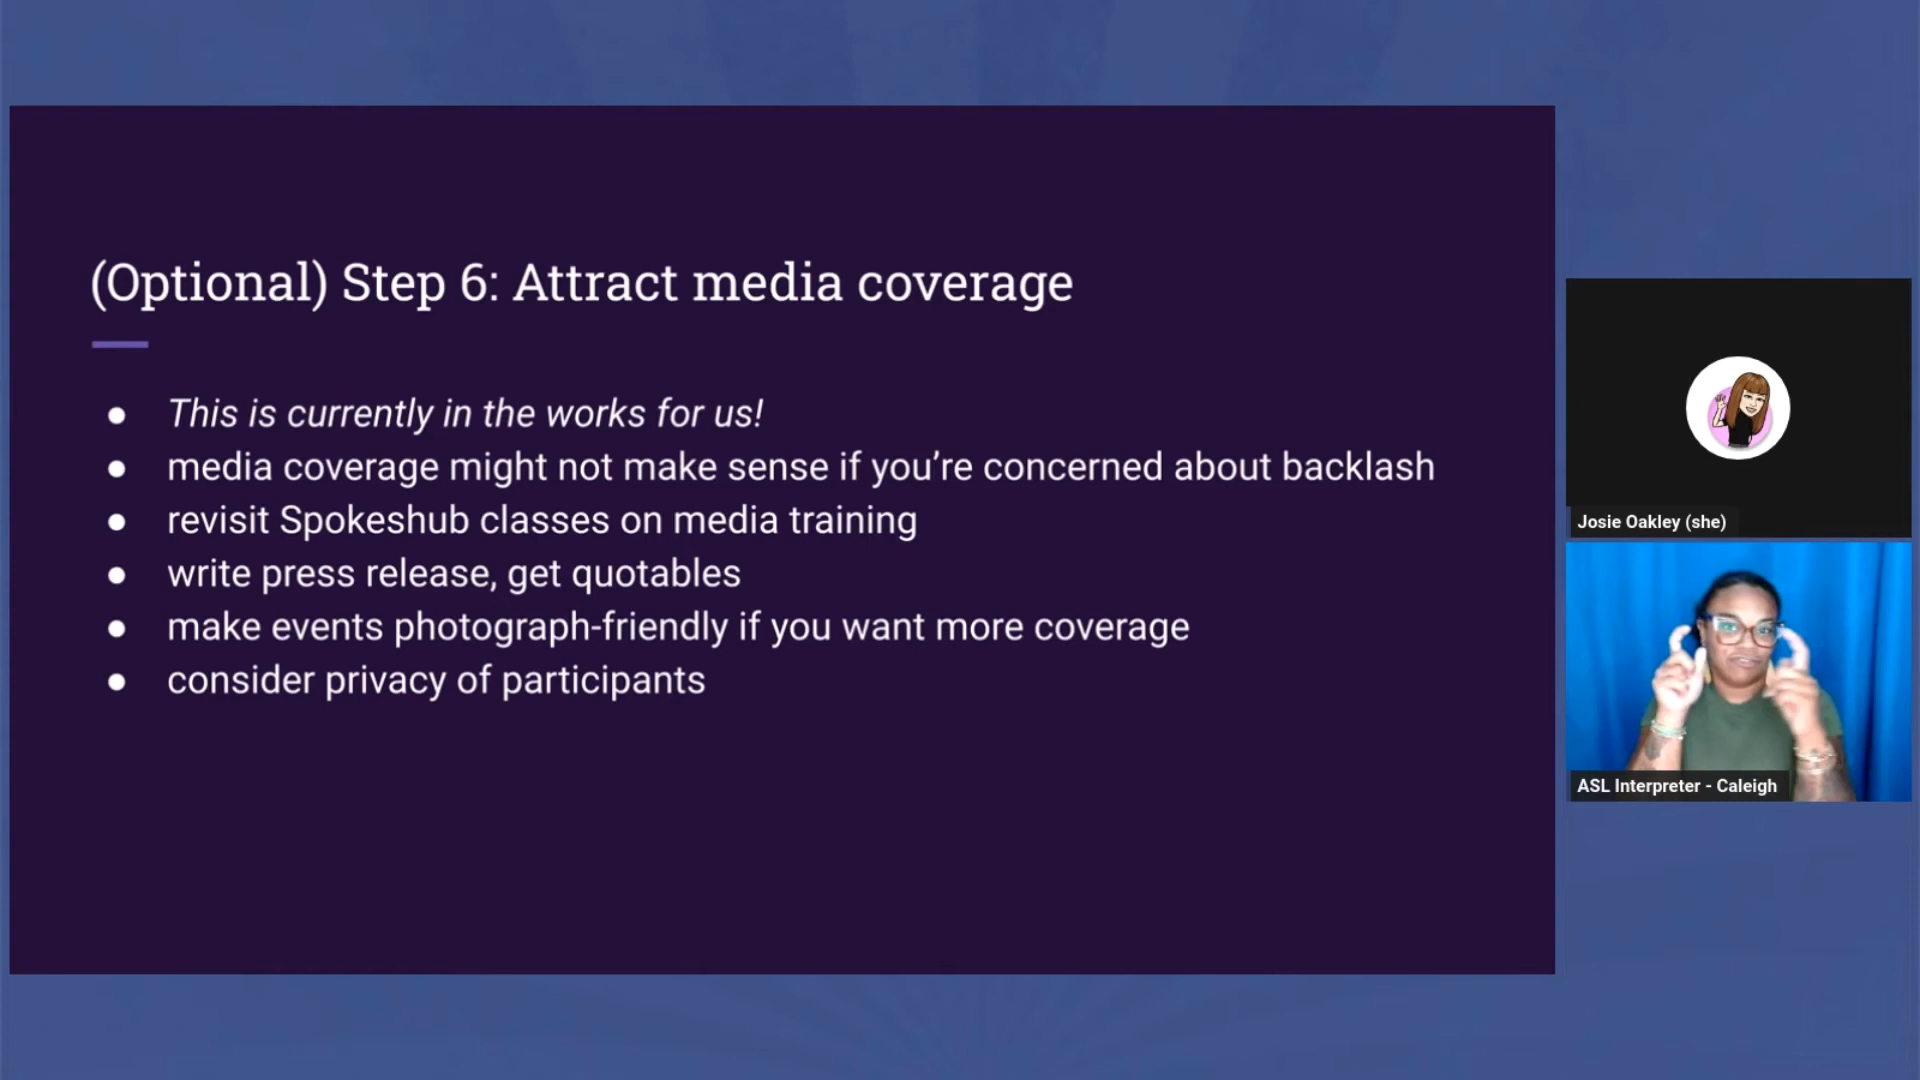 (Optional) Step 6: Attract media coverage
● This is currently in the works for us!
● media coverage might not make sense if you’re concerned about backlash
● revisit Spokeshub classes on media training
● write press release, get quotables
● make events photograph-friendly if you want more coverage
● consider privacy of participants
Josie Oakley (she)
ASL Interpreter - Caleigh